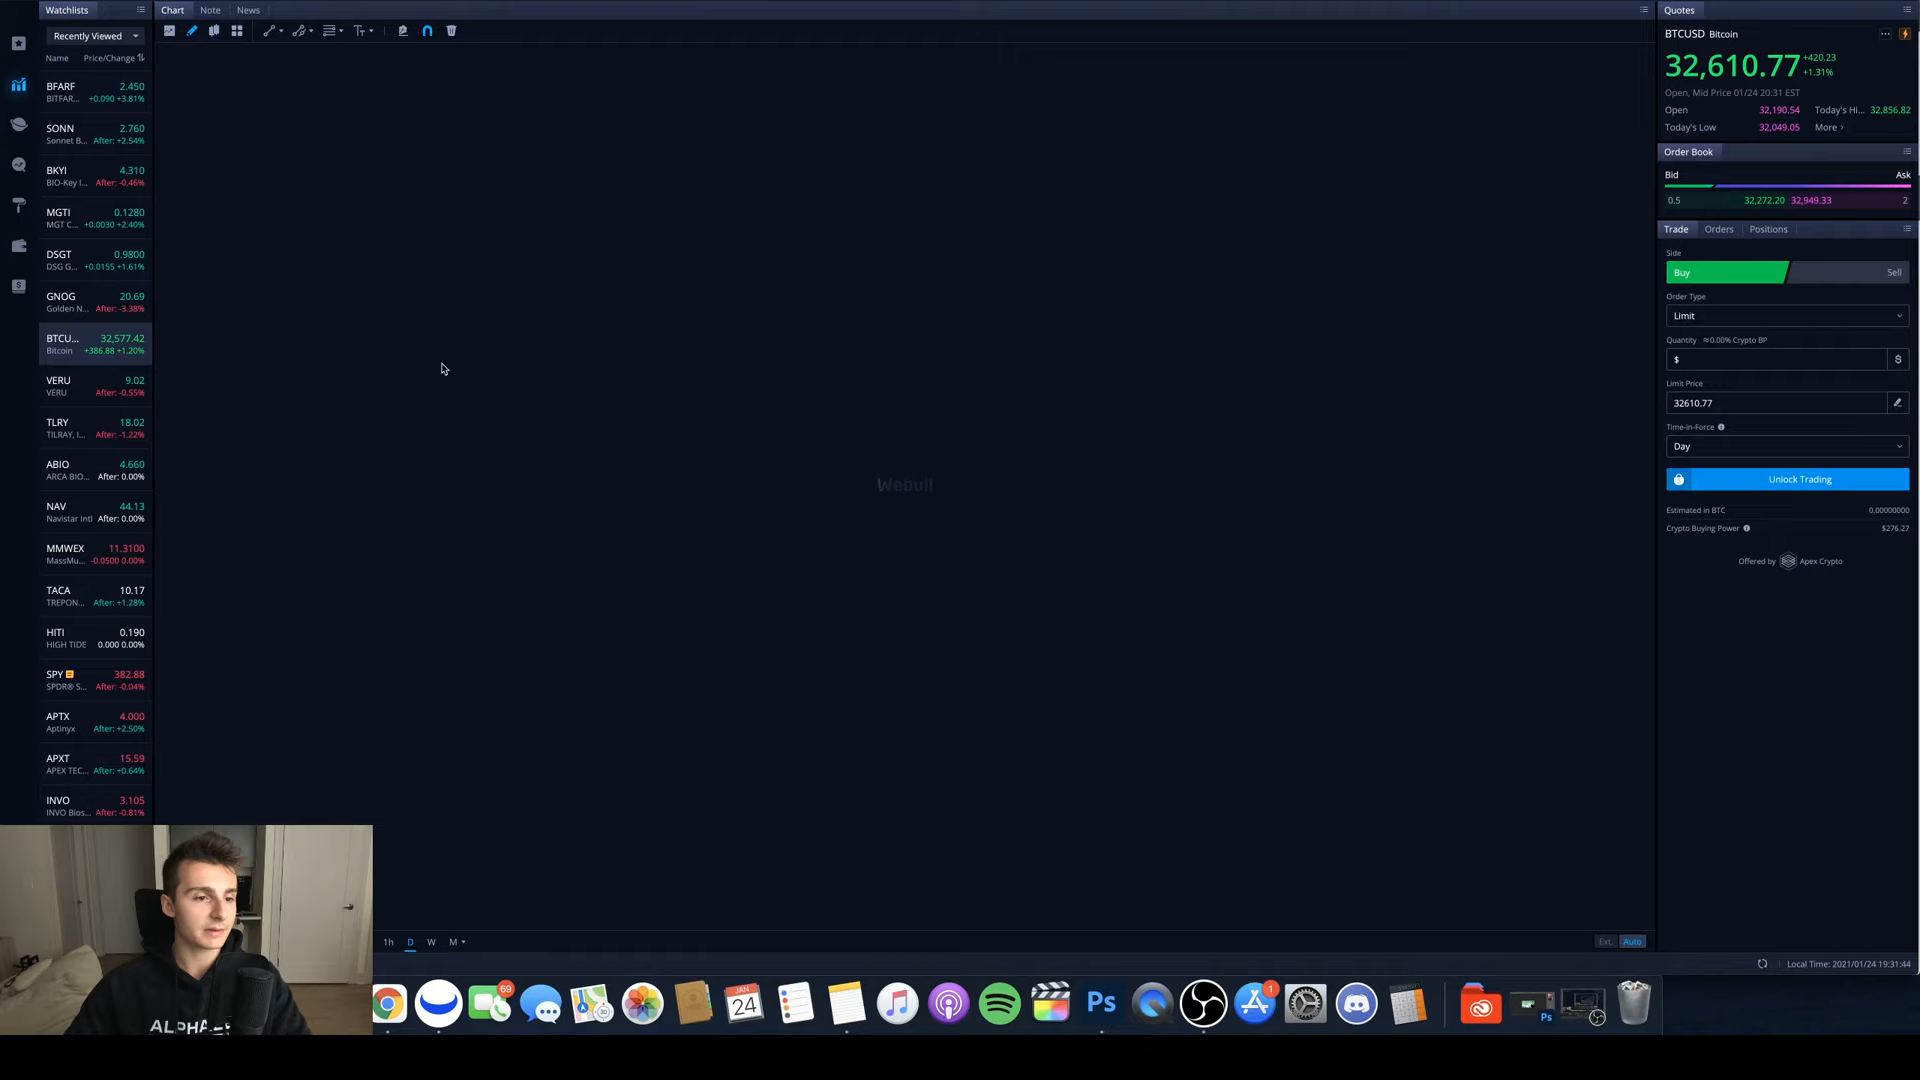 Watchlists
Recently Viewed
Name Price/Change
BFARF 2.450
BITFAR... +0.090 +3.81%
SONN 2.760
Sonnet B... After: +2.54%
BKYI 4.310
BIO-Key I... After: -0.46%
MGTI 0.1280
MGT C... +0.0030 +2.40%
DSGT 0.9800
DSG G... +0.0155 +1.61%
GNOG 20.69
Golden N... After: -3.38%
BTCU... 32,577.42
Bitcoin +386.88 +1.20%
VERU 9.02
VERU After: -0.55%
TLRY 18.02
TILRAY, I... After: -1.22%
ABIO 4.660
ARCA BIO... After: 0.00%
NAV 44.13
Navistar Intl After: 0.00%
MMWEX 11.3100
MassMu... -0.0500 0.00%
TACA 10.17
TREPON... After: +1.28%
HITI 0.190
HIGH TIDE 0.000 0.00%
SPY 382.88
SPDR® S... After: -0.04%
APTX 4.000
Aptinyx After: +2.50%
APXT 15.59
APEX TEC... After: +0.64%
INVO 3.105
INVO Bios... After: -0.81%
Chart Note News
Webull
1h D W M
Ext. Auto
Quotes
BTCUSD Bitcoin
32,610.77 +420.23
+1.31%
Open, Mid Price 01/24 20:31 EST
Open 32,190.54 Today's Hi... 32,856.82
Today's Low 32,049.05 More ›
Order Book
Bid Ask
0.5 32,272.20 32,949.33 2
Trade Orders Positions
Side
Buy Sell
Order Type
Limit
Quantity ≈0.00% Crypto BP
$ $
Limit Price
32610.77
Time-in-Force
Day
Unlock Trading
Estimated in BTC 0.00000000
Crypto Buying Power $276.27
Offered by Apex Crypto
Local Time: 2021/01/24 19:31:44
69
JAN
24
Ps
1
Ps